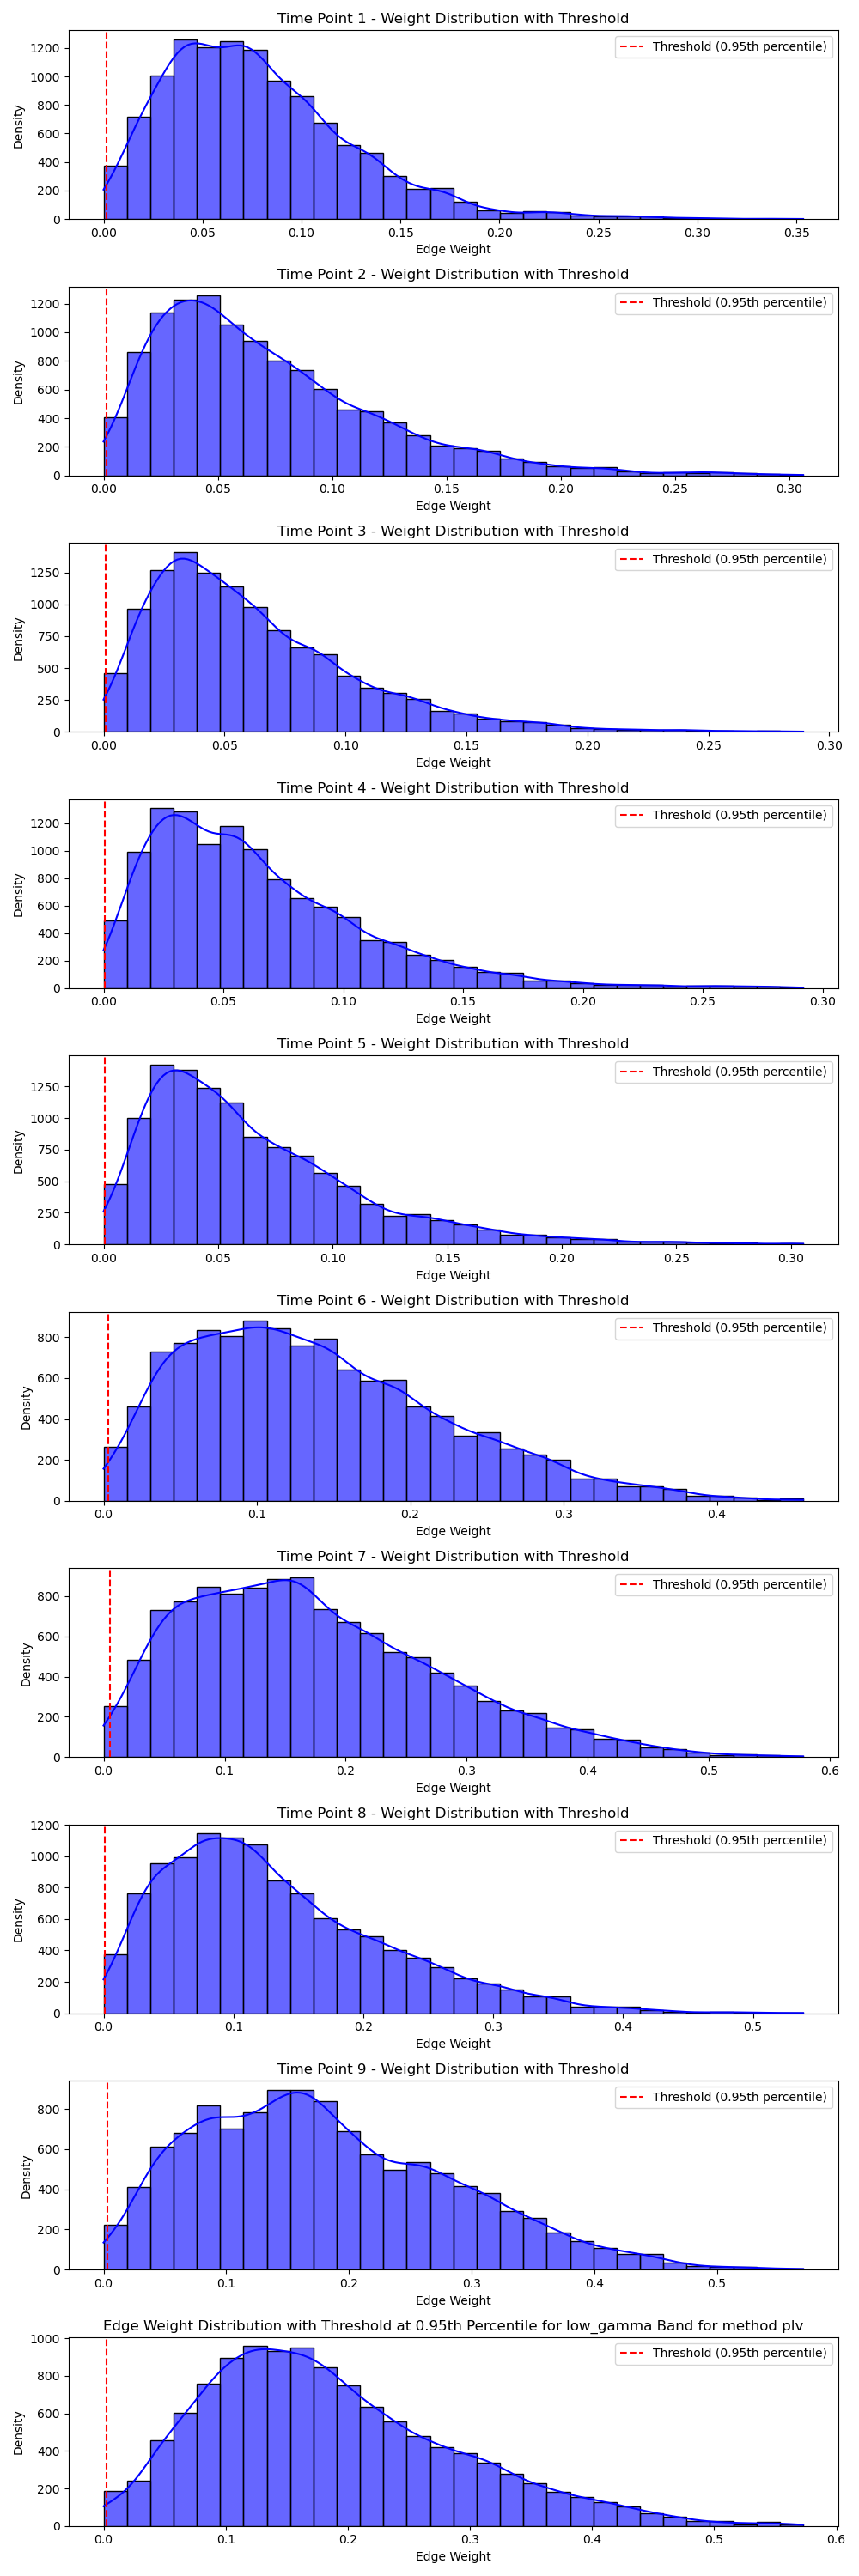 Time Point 1 - Weight Distribution with Threshold
Threshold (0.95th percentile)
Density
1200
1000
800
600
400
200
0
0.00 0.05 0.10 0.15 0.20 0.25 0.30 0.35
Edge Weight
Time Point 2 - Weight Distribution with Threshold
Threshold (0.95th percentile)
Density
1200
1000
800
600
400
200
0
0.00 0.05 0.10 0.15 0.20 0.25 0.30
Edge Weight
Time Point 3 - Weight Distribution with Threshold
Threshold (0.95th percentile)
Density
1250
1000
750
500
250
0
0.00 0.05 0.10 0.15 0.20 0.25 0.30
Edge Weight
Time Point 4 - Weight Distribution with Threshold
Threshold (0.95th percentile)
Density
1200
1000
800
600
400
200
0
0.00 0.05 0.10 0.15 0.20 0.25 0.30
Edge Weight
Time Point 5 - Weight Distribution with Threshold
Threshold (0.95th percentile)
Density
1250
1000
750
500
250
0
0.00 0.05 0.10 0.15 0.20 0.25 0.30
Edge Weight
Time Point 6 - Weight Distribution with Threshold
Threshold (0.95th percentile)
Density
800
600
400
200
0
0.0 0.1 0.2 0.3 0.4
Edge Weight
Time Point 7 - Weight Distribution with Threshold
Threshold (0.95th percentile)
Density
800
600
400
200
0
0.0 0.1 0.2 0.3 0.4 0.5 0.6
Edge Weight
Time Point 8 - Weight Distribution with Threshold
Threshold (0.95th percentile)
Density
1200
1000
800
600
400
200
0
0.0 0.1 0.2 0.3 0.4 0.5
Edge Weight
Time Point 9 - Weight Distribution with Threshold
Threshold (0.95th percentile)
Density
800
600
400
200
0
0.0 0.1 0.2 0.3 0.4 0.5
Edge Weight
Edge Weight Distribution with Threshold at 0.95th Percentile for low_gamma Band for method plv
Threshold (0.95th percentile)
Density
1000
800
600
400
200
0
0.0 0.1 0.2 0.3 0.4 0.5 0.6
Edge Weight